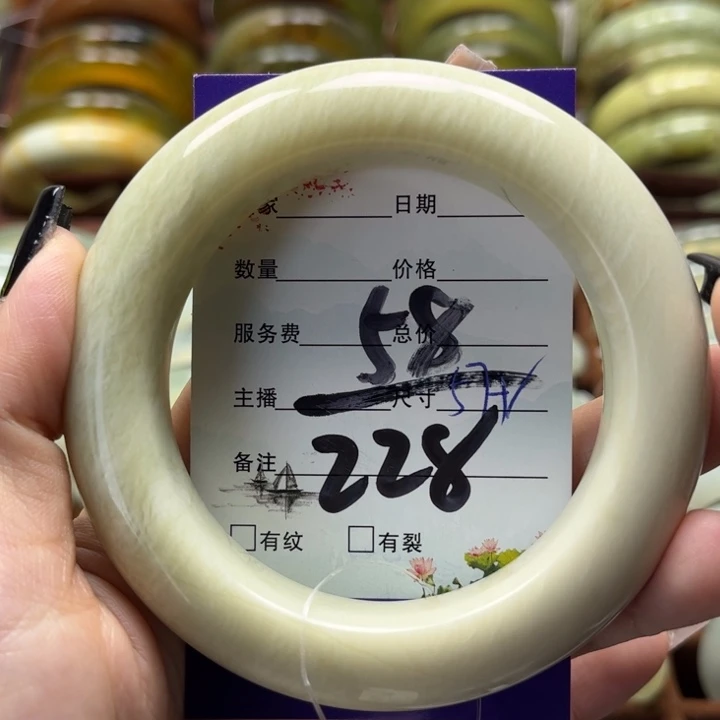 家 日期
数量 价格
58
服务费 总价
主播 尺寸
228
备注
有纹 有裂